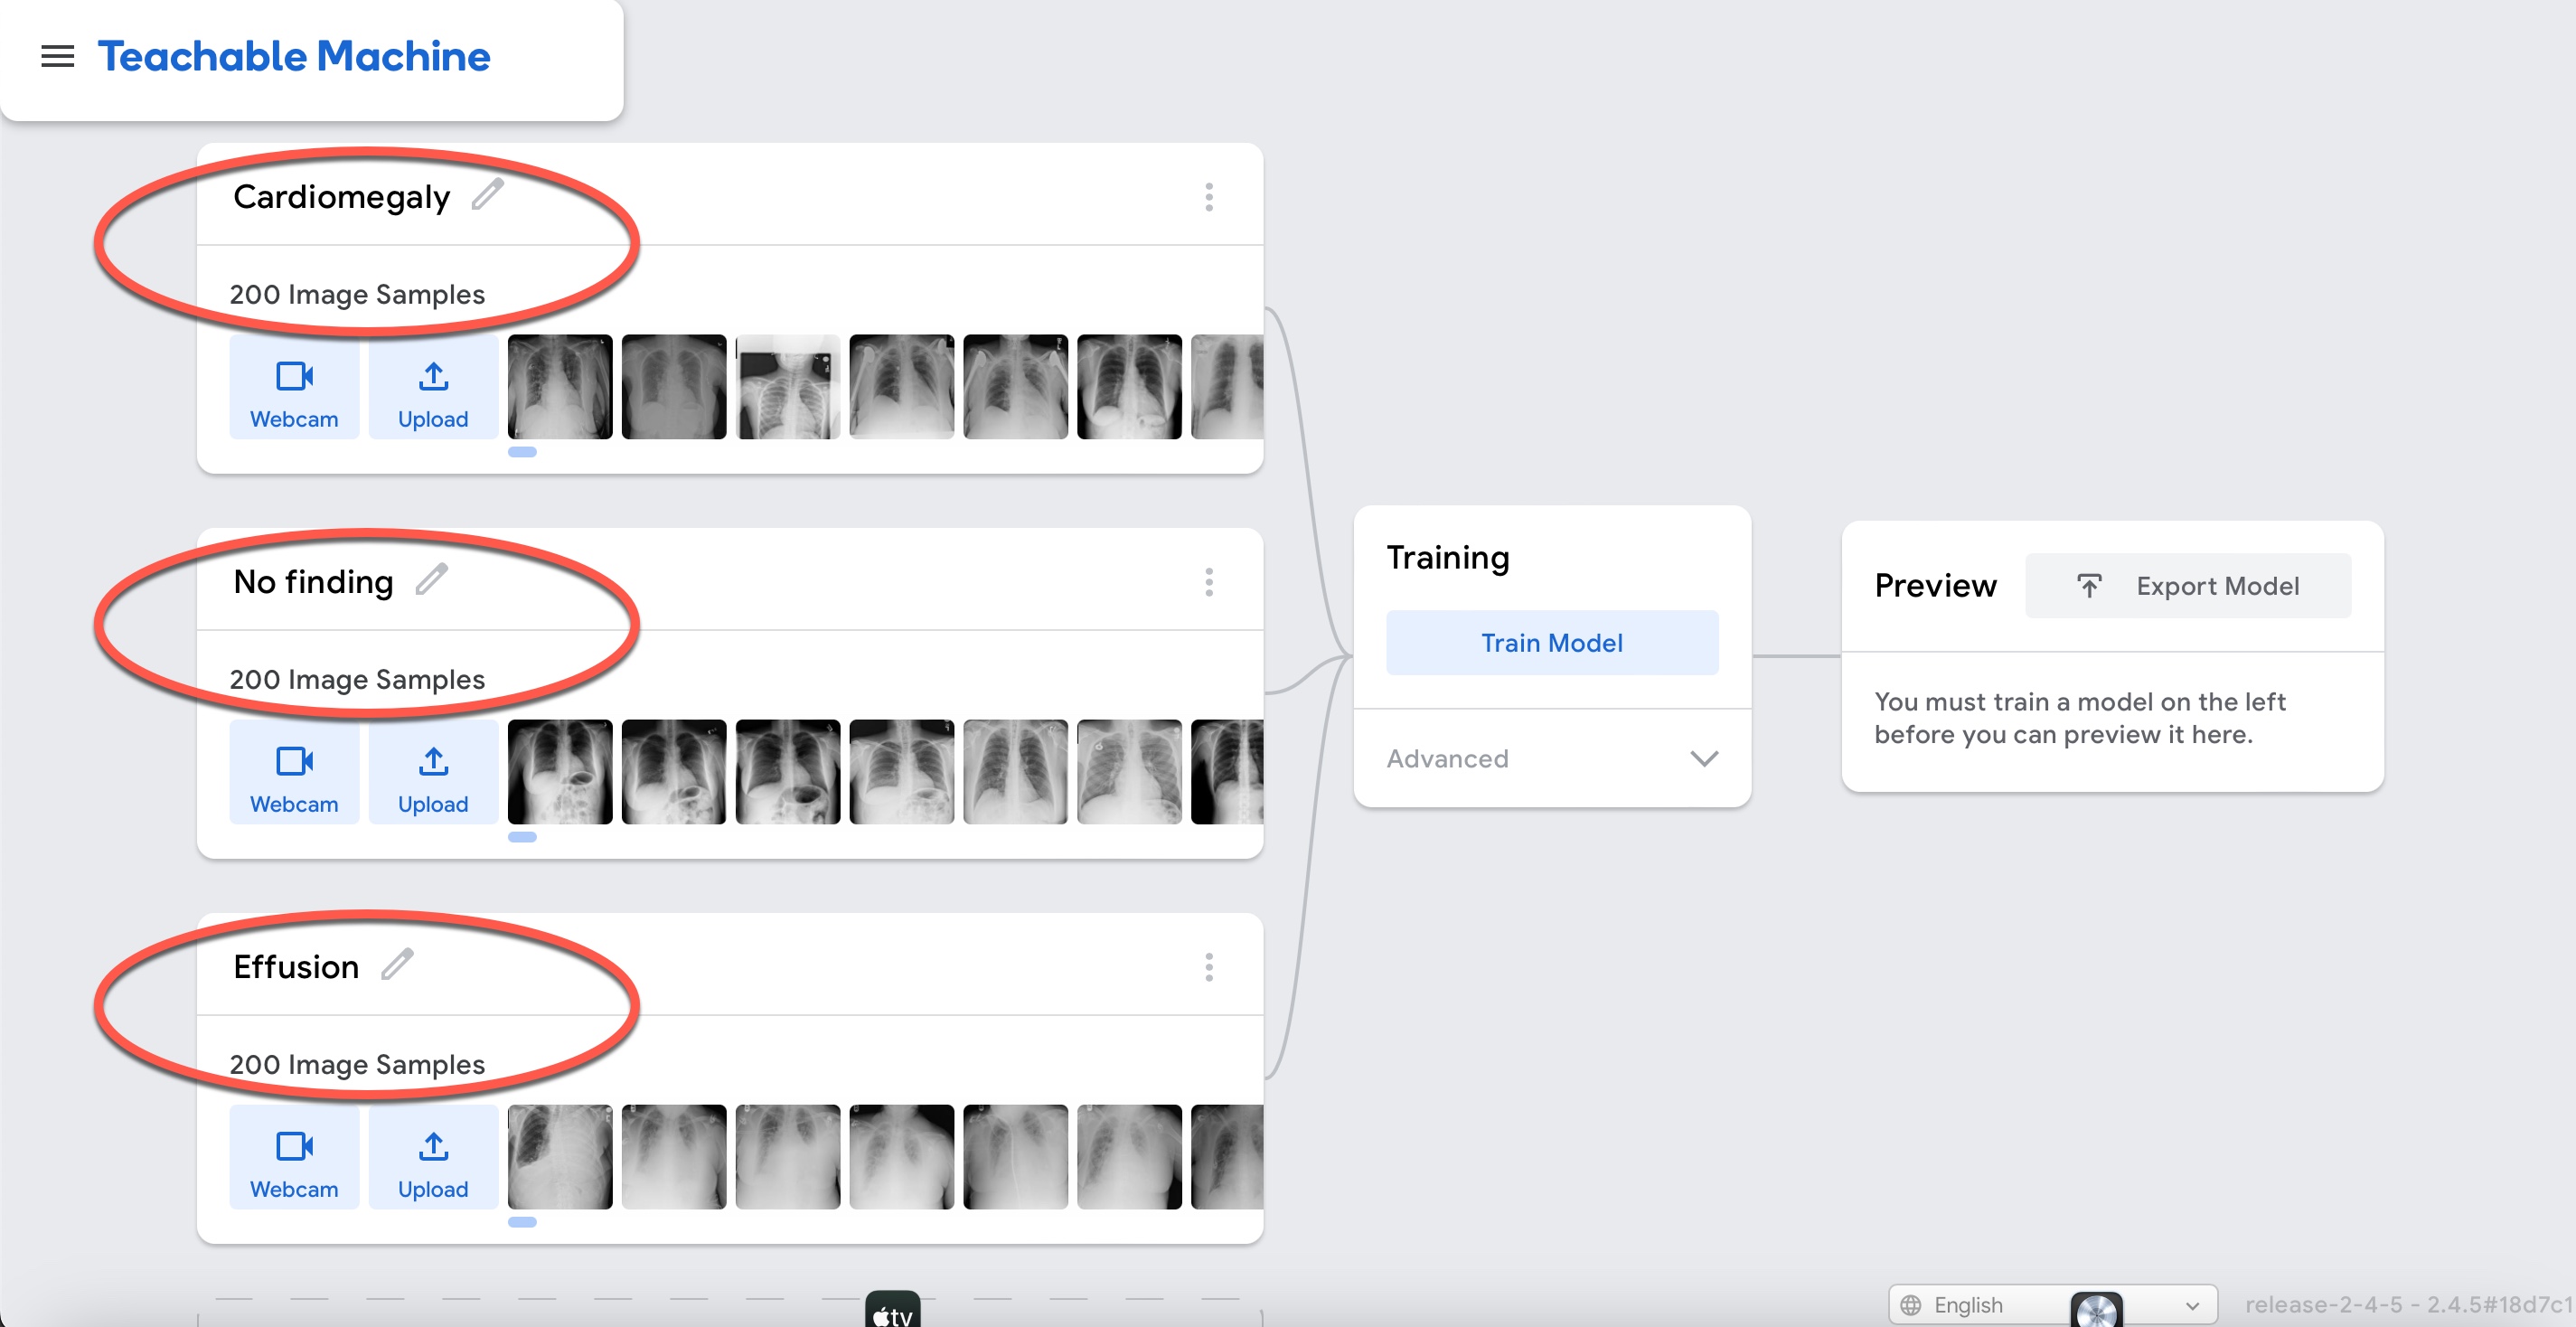 Teachable Machine
Cardiomegaly
200 Image Samples
Webcam
Upload
No finding
200 Image Samples
Webcam
Upload
Effusion
200 Image Samples
Webcam
Upload
Training
Train Model
Advanced
Preview
Export Model
You must train a model on the left
before you can preview it here.
tv
English
release-2-4-5 - 2.4.5#18d7c1